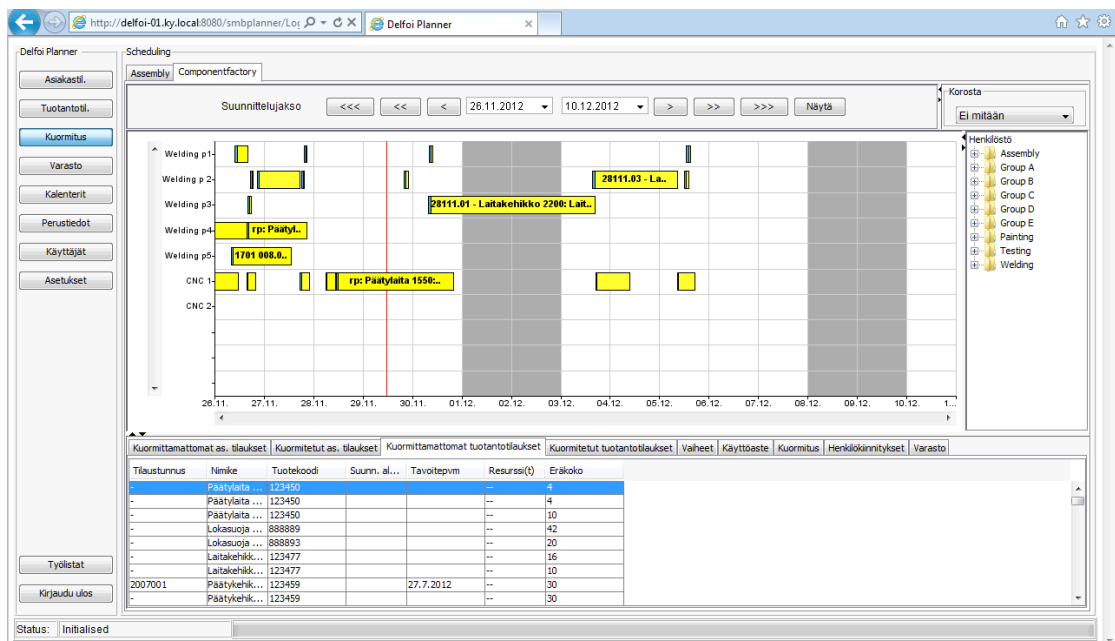 http://delfoi-01.ky.local:8080/smbplanner/Log
Delfoi Planner
Delfoi Planner
Asiakastil.
Tuotantotil.
Kuormitus
Varasto
Kalenterit
Perustiedot
Käyttäjät
Asetukset
Työlistat
Kirjaudu ulos
Scheduling
Assembly Componentfactory
Suunnittelujakso <<< << < 26.11.2012 10.12.2012 > >> >>> Näytä
Korosta
Ei mitään
Welding p1
Welding p 2 28111.03 - La..
Welding p3 28111.01 - Laitakehikko 2200: Lait..
Welding p4 rp: Päätyl..
Welding p5 1701 008.0..
CNC 1 rp: Päätylaita 1550:..
CNC 2
26.11. 27.11. 28.11. 29.11. 30.11. 01.12. 02.12. 03.12. 04.12. 05.12. 06.12. 07.12. 08.12. 09.12. 10.12. 1...
Henkilöstö
Assembly
Group A
Group B
Group C
Group D
Group E
Painting
Testing
Welding
Kuormittamattomat as. tilaukset Kuormitetut as. tilaukset Kuormittamattomat tuotantotilaukset Kuormitetut tuotantotilaukset Vaiheet Käyttöaste Kuormitus Henkilökiinnitykset Varasto
Tilaustunnus Nimike Tuotekoodi Suunn. al... Tavoitepvm Resurssi(t) Eräkoko
- Päätylaita ... 123450 -- 4
- Päätylaita ... 123450 -- 4
- Päätylaita ... 123450 -- 10
- Lokasuoja ... 888889 -- 42
- Lokasuoja ... 888893 -- 20
- Laitakehikk... 123477 -- 16
- Laitakehikk... 123477 -- 10
2007001 Päätykehik... 123459 27.7.2012 -- 30
- Päätykehik... 123459 -- 30
Status: Initialised